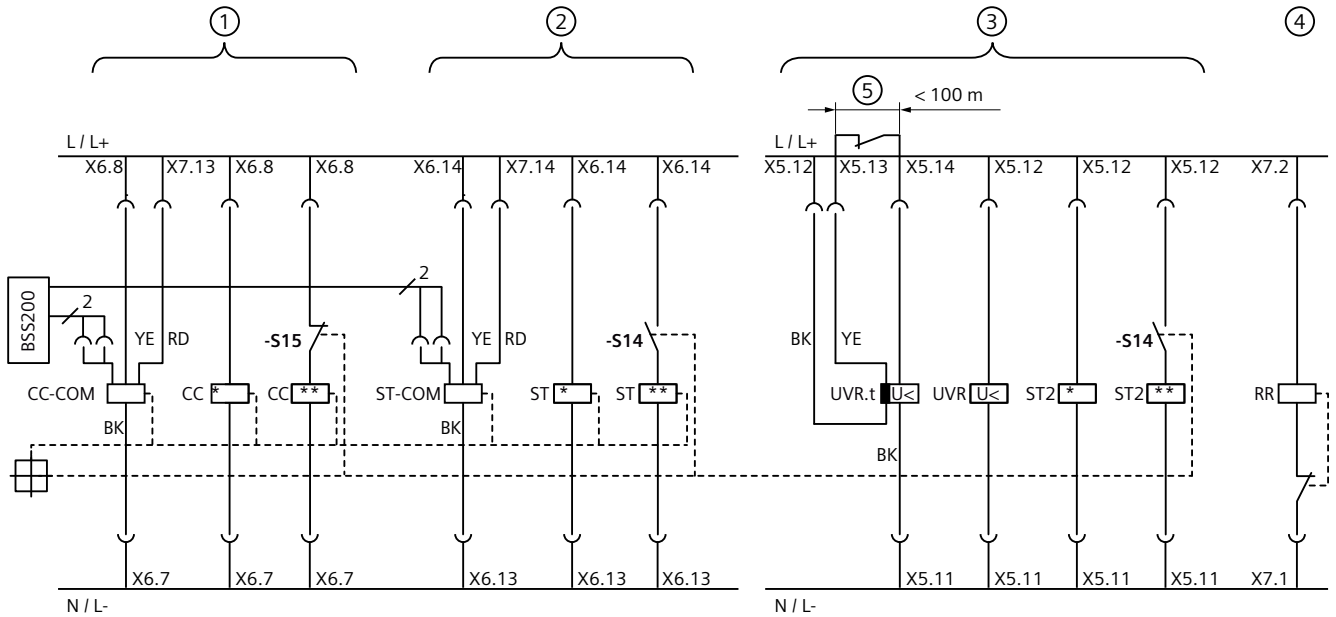 1 2 3 4
5 < 100 m
L / L+ L / L+
X6.8 X7.13 X6.8 X6.8 X6.14 X7.14 X6.14 X6.14 X5.12 X5.13 X5.14 X5.12 X5.12 X5.12 X7.2
2
BSS200 2
YE RD -S15 YE RD -S14 BK YE -S14
CC-COM CC * CC ** ST-COM ST * ST ** UVR.t U< UVR U< ST2 * ST2 ** RR
BK BK
BK
X6.7 X6.7 X6.7 X6.13 X6.13 X6.13 X5.11 X5.11 X5.11 X5.11 X7.1
N / L- N / L-